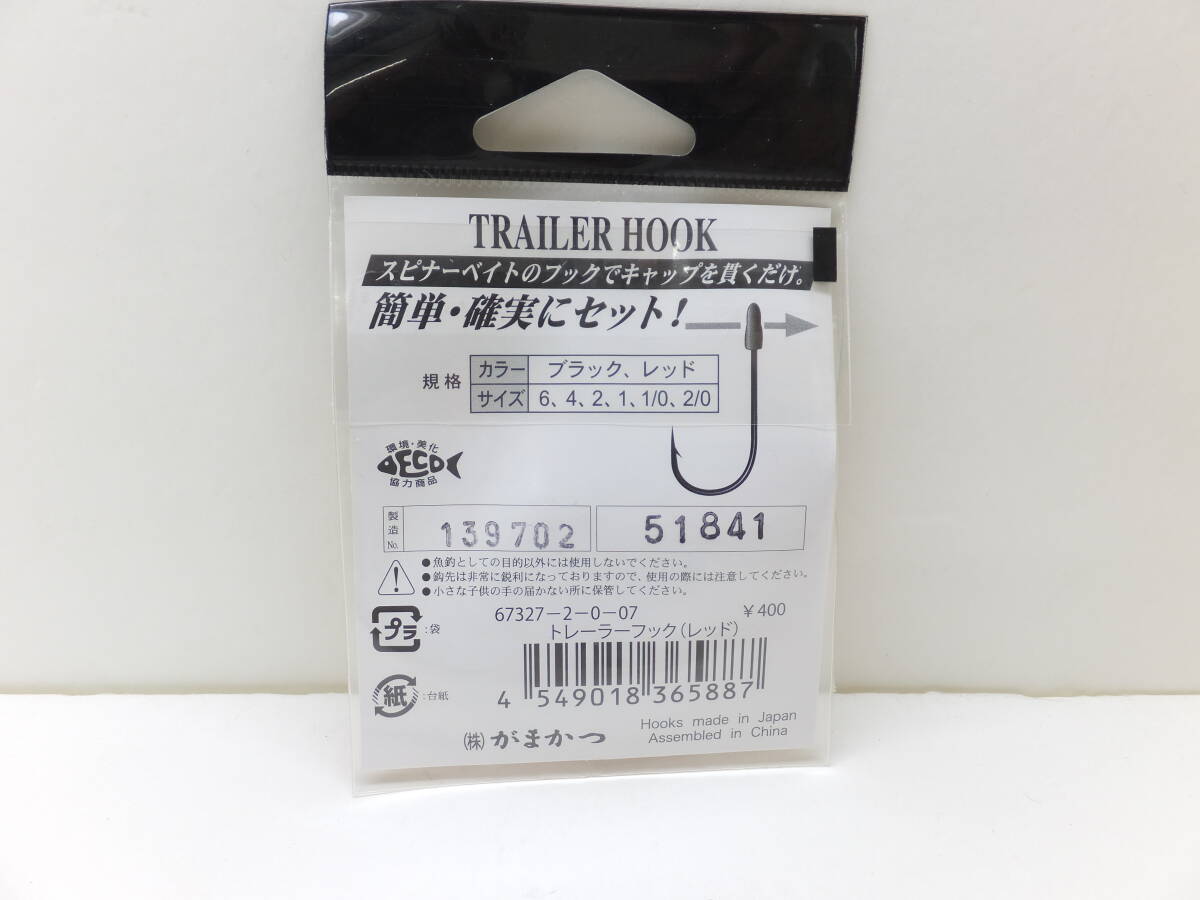 TRAILER HOOK
スピナーベイトのフックでキャップを貫くだけ。
簡単・確実にセット!
規格 カラー ブラック、レッド
サイズ 6、4、2、1、1/0、2/0
環境・美化
ECO
協力商品
製造No. 139702 51841
●魚釣としての目的以外には使用しないでください。
●鈎先は非常に鋭利になっておりますので、使用の際には注意してください。
●小さな子供の手の届かない所に保管してください。
67327-2-0-07 ¥400
プラ :袋 トレーラーフック(レッド)
紙 :台紙
4 549018 365887
Hooks made in Japan
(株)がまかつ Assembled in China